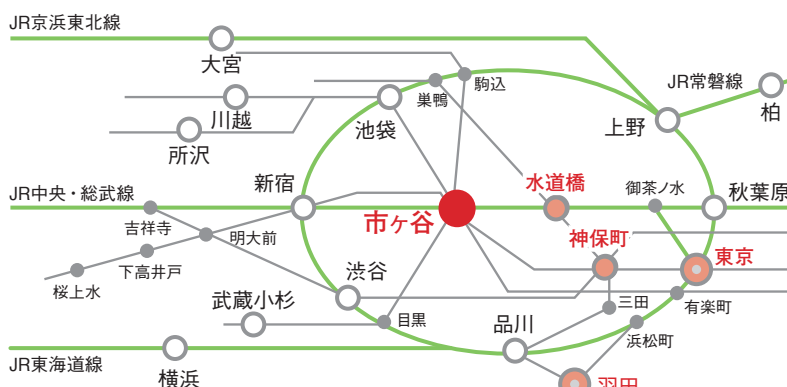 JR京浜東北線
大宮
駒込
JR常磐線
巣鴨
柏
川越
池袋
上野
所沢
水道橋
新宿
御茶ノ水
JR中央・総武線
秋葉原
市ヶ谷
吉祥寺
神保町
明大前
東京
下高井戸
渋谷
桜上水
武蔵小杉
三田
有楽町
目黒
品川
浜松町
JR東海道線
横浜
羽田